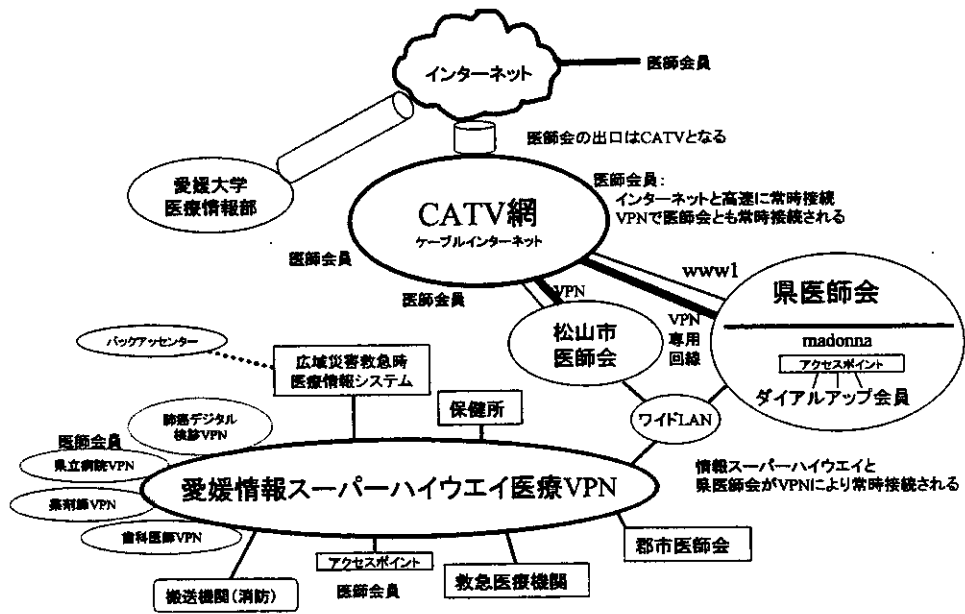 インターネット
医師会員
医師会の出口はCATVとなる
愛媛大学
医療情報部
CATV網
ケーブルインターネット
医師会員：
インターネットと高速に常時接続
VPNで医師会とも常時接続される
医師会員
医師会員
VPN
www1
県医師会
松山市
医師会
VPN
専用
回線
madonna
アクセスポイント
ダイアルアップ会員
バックアッセンター
広域災害救急時
医療情報システム
保健所
ワイドLAN
肺癌デジタル
検診VPN
医師会員
県立病院VPN
薬剤師VPN
歯科医師VPN
愛媛情報スーパーハイウエイ医療VPN
情報スーパーハイウエイと
県医師会がVPNにより常時接続される
搬送機関（消防）
アクセスポイント
医師会員
救急医療機関
郡市医師会